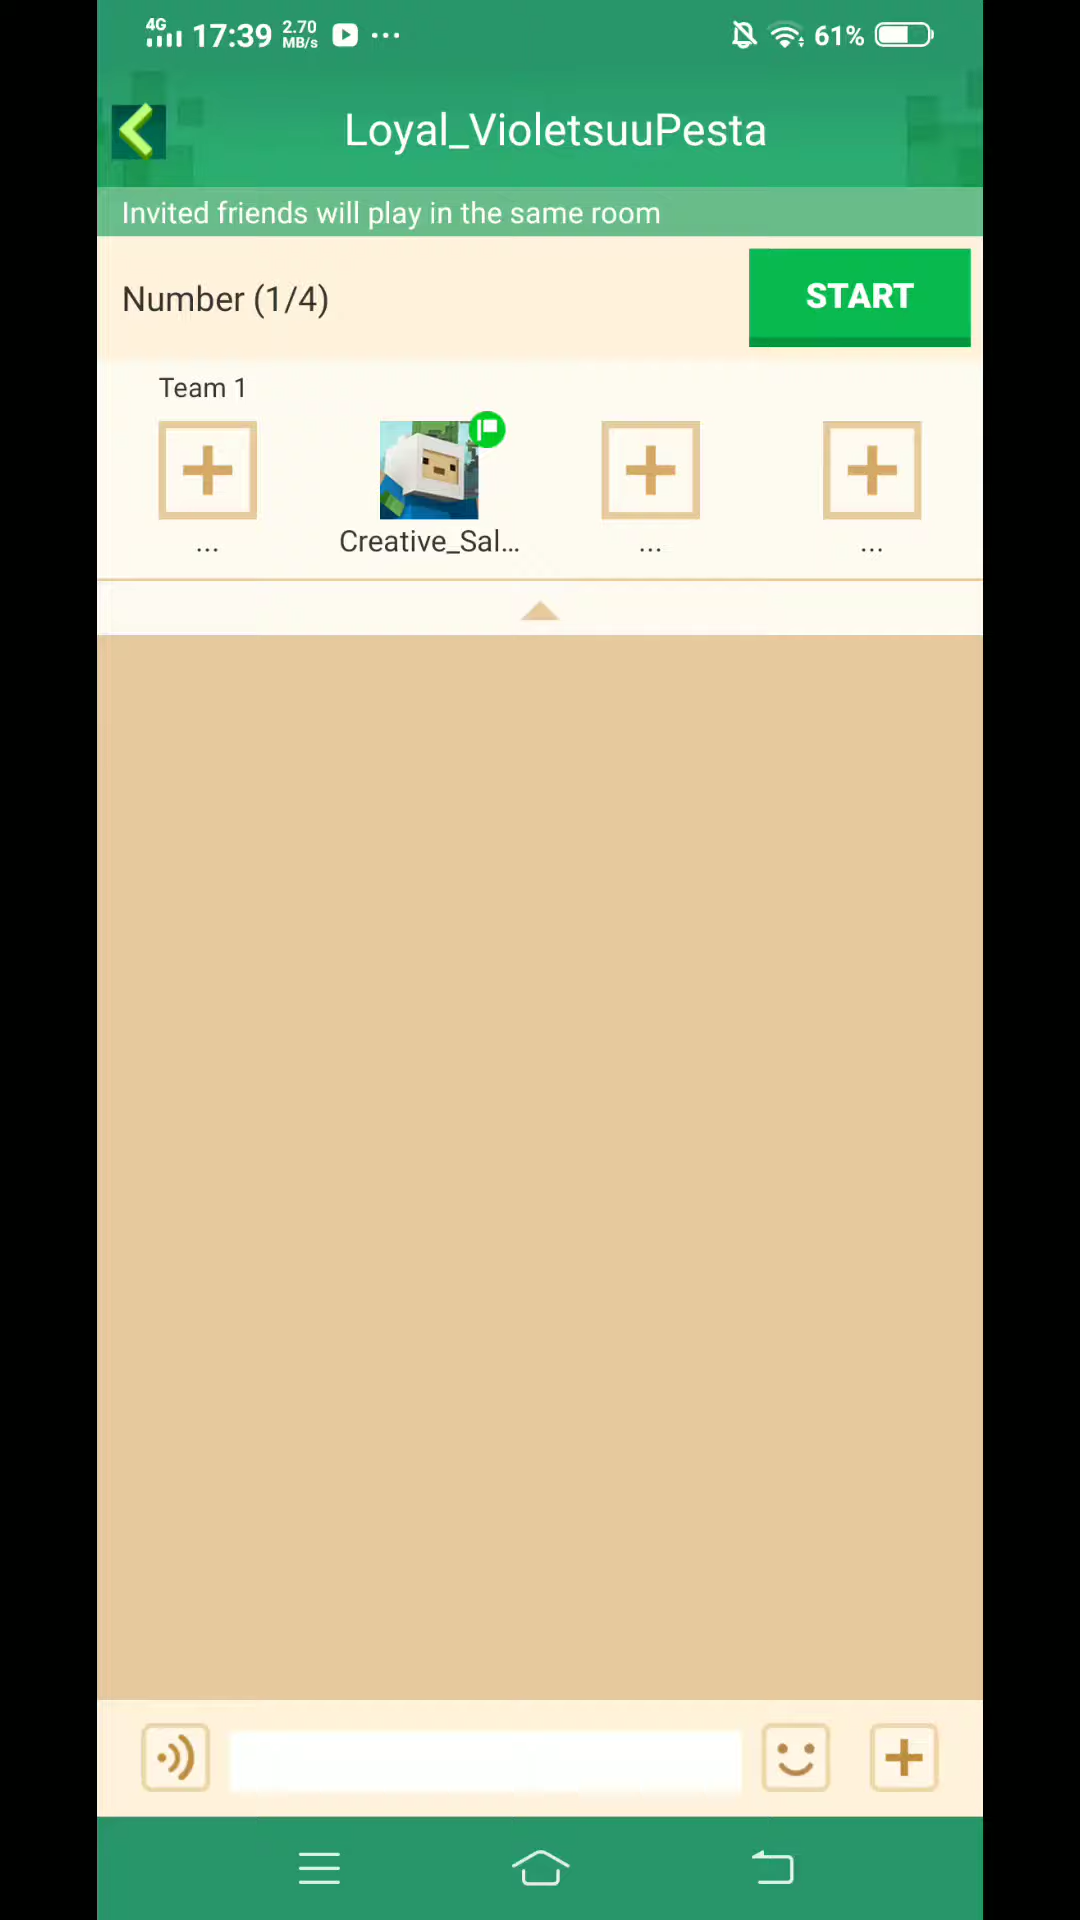 4G 17:39 2.70 MB/s ... 61%
Loyal_VioletsuuPesta
Invited friends will play in the same room
Number (1/4)
START
Team 1
... Creative_Sal... ... ...